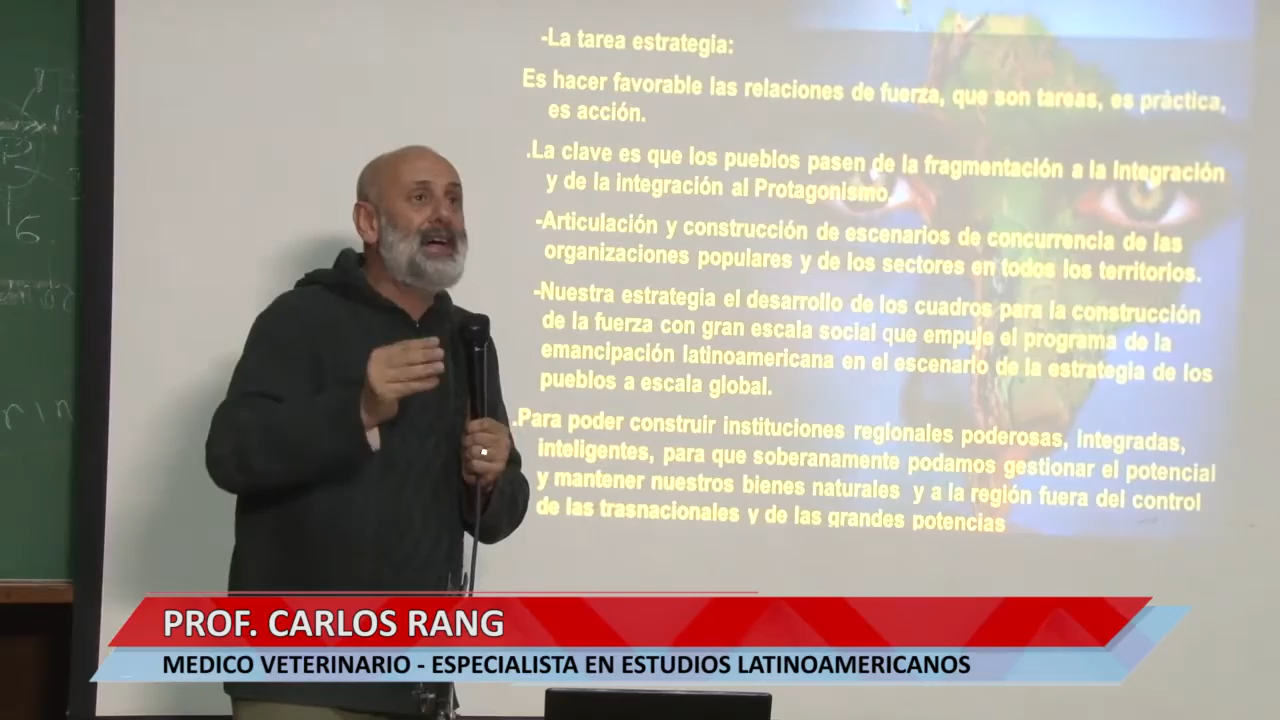 -La tarea estrategia:
Es hacer favorable las relaciones de fuerza, que son tareas, es práctica,
es acción.
.La clave es que los pueblos pasen de la fragmentación a la Integración
y de la integración al Protagonismo.
-Articulación y construcción de escenarios de concurrencia de las
organizaciones populares y de los sectores en todos los territorios.
-Nuestra estrategia el desarrollo de los cuadros para la construcción
de la fuerza con gran escala social que empuje el programa de la
emancipación latinoamericana en el escenario de la estrategia de los
pueblos a escala global.
.Para poder construir instituciones regionales poderosas, integradas,
inteligentes, para que soberanamente podamos gestionar el potencial
y mantener nuestros bienes naturales y a la región fuera del control
de las trasnacionales y de las grandes potencias
6
PROF. CARLOS RANG
MEDICO VETERINARIO - ESPECIALISTA EN ESTUDIOS LATINOAMERICANOS